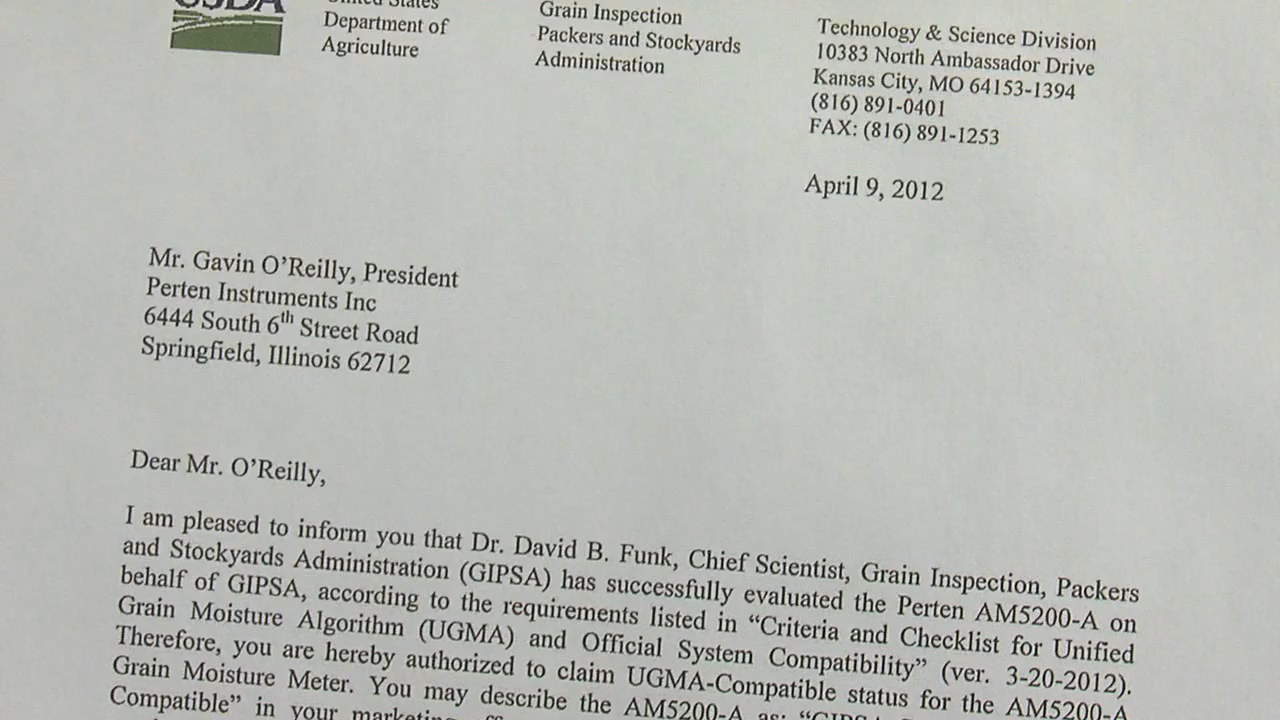 USDA
United States
Department of
Agriculture
Grain Inspection
Packers and Stockyards
Administration
Technology & Science Division
10383 North Ambassador Drive
Kansas City, MO 64153-1394
(816) 891-0401
FAX: (816) 891-1253
April 9, 2012
Mr. Gavin O'Reilly, President
Perten Instruments Inc
6444 South 6th Street Road
Springfield, Illinois 62712
Dear Mr. O'Reilly,
I am pleased to inform you that Dr. David B. Funk, Chief Scientist, Grain Inspection, Packers
and Stockyards Administration (GIPSA) has successfully evaluated the Perten AM5200-A on
behalf of GIPSA, according to the requirements listed in "Criteria and Checklist for Unified
Grain Moisture Algorithm (UGMA) and Official System Compatibility" (ver. 3-20-2012).
Therefore, you are hereby authorized to claim UGMA-Compatible status for the AM5200-A
Grain Moisture Meter. You may describe the AM5200-A as: "GIPSA
Compatible" in your marketing